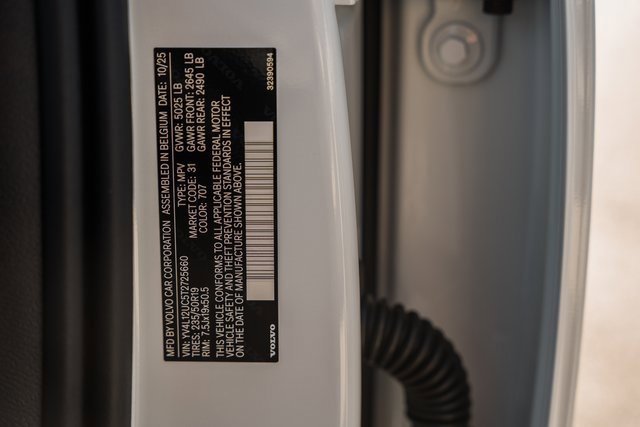 MFD BY VOLVO CAR CORPORATION ASSEMBLED IN BELGIUM DATE: 10/25
VIN: YV4L12UC5T2725660 TYPE: MPV GVWR: 5025 LB
TIRES: 235/50R19 MARKET CODE: 31 GAWR FRONT: 2645 LB
RIM: 7.5Jx19x50.5 COLOR: 707 GAWR REAR: 2490 LB
THIS VEHICLE CONFORMS TO ALL APPLICABLE FEDERAL MOTOR
VEHICLE SAFETY AND THEFT PREVENTION STANDARDS IN EFFECT
ON THE DATE OF MANUFACTURE SHOWN ABOVE.
VOLVO
32390594